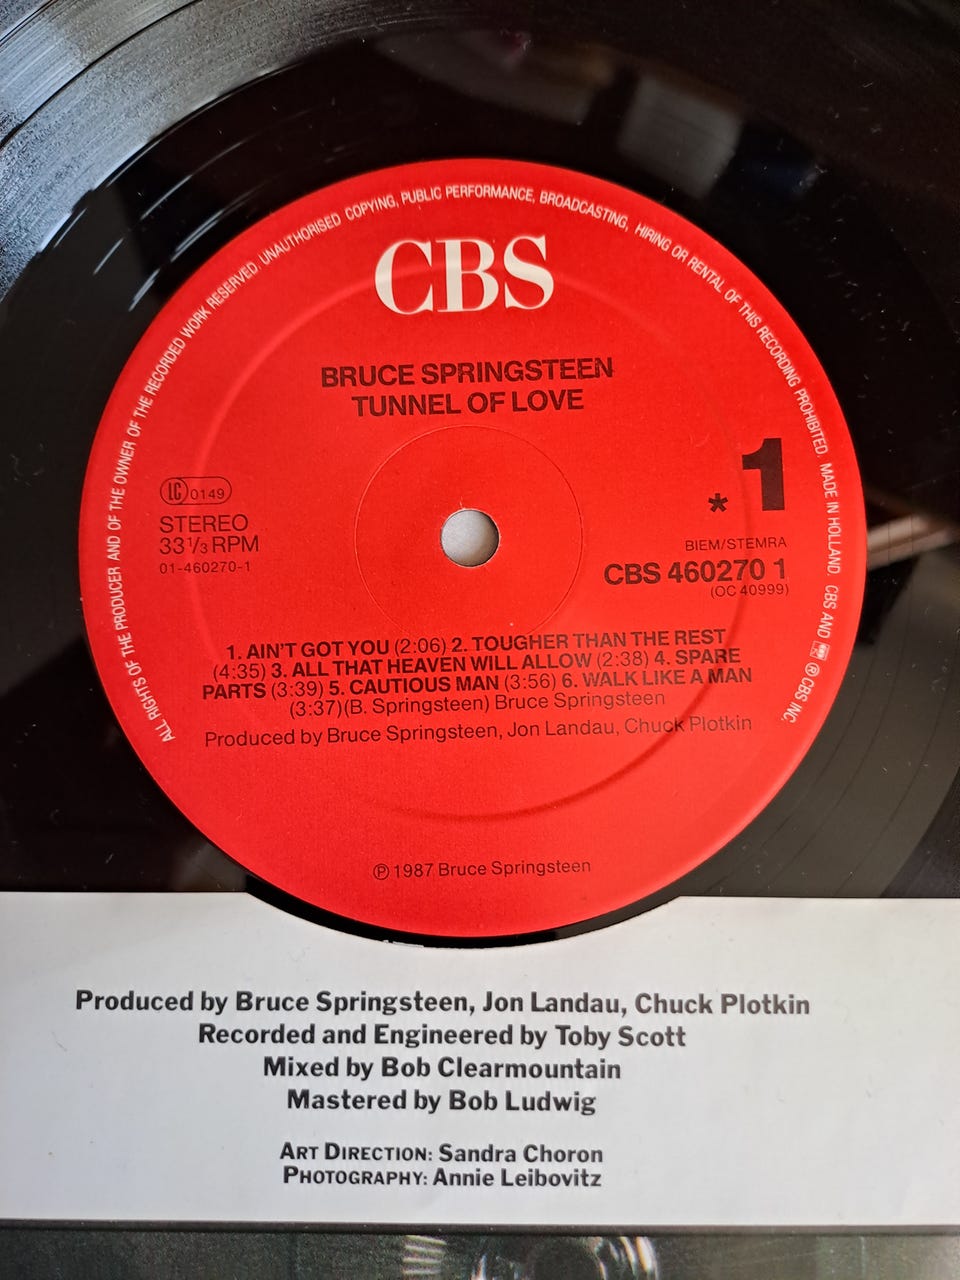 ALL RIGHTS OF THE PRODUCER AND OF THE OWNER OF THE RECORDED WORK RESERVED. UNAUTHORISED COPYING, PUBLIC PERFORMANCE, BROADCASTING, HIRING OR RENTAL OF THIS RECORDING PROHIBITED. MADE IN HOLLAND. CBS AND ® CBS INC.
CBS
BRUCE SPRINGSTEEN
TUNNEL OF LOVE
LC 0149
STEREO
33 1/3 RPM
01-460270-1
* 1
BIEM/STEMRA
CBS 460270 1
(OC 40999)
1. AIN'T GOT YOU (2:06) 2. TOUGHER THAN THE REST
(4:35) 3. ALL THAT HEAVEN WILL ALLOW (2:38) 4. SPARE
PARTS (3:39) 5. CAUTIOUS MAN (3:56) 6. WALK LIKE A MAN
(3:37)(B. Springsteen) Bruce Springsteen
Produced by Bruce Springsteen, Jon Landau, Chuck Plotkin
℗ 1987 Bruce Springsteen
Produced by Bruce Springsteen, Jon Landau, Chuck Plotkin
Recorded and Engineered by Toby Scott
Mixed by Bob Clearmountain
Mastered by Bob Ludwig
ART DIRECTION: Sandra Choron
PHOTOGRAPHY: Annie Leibovitz